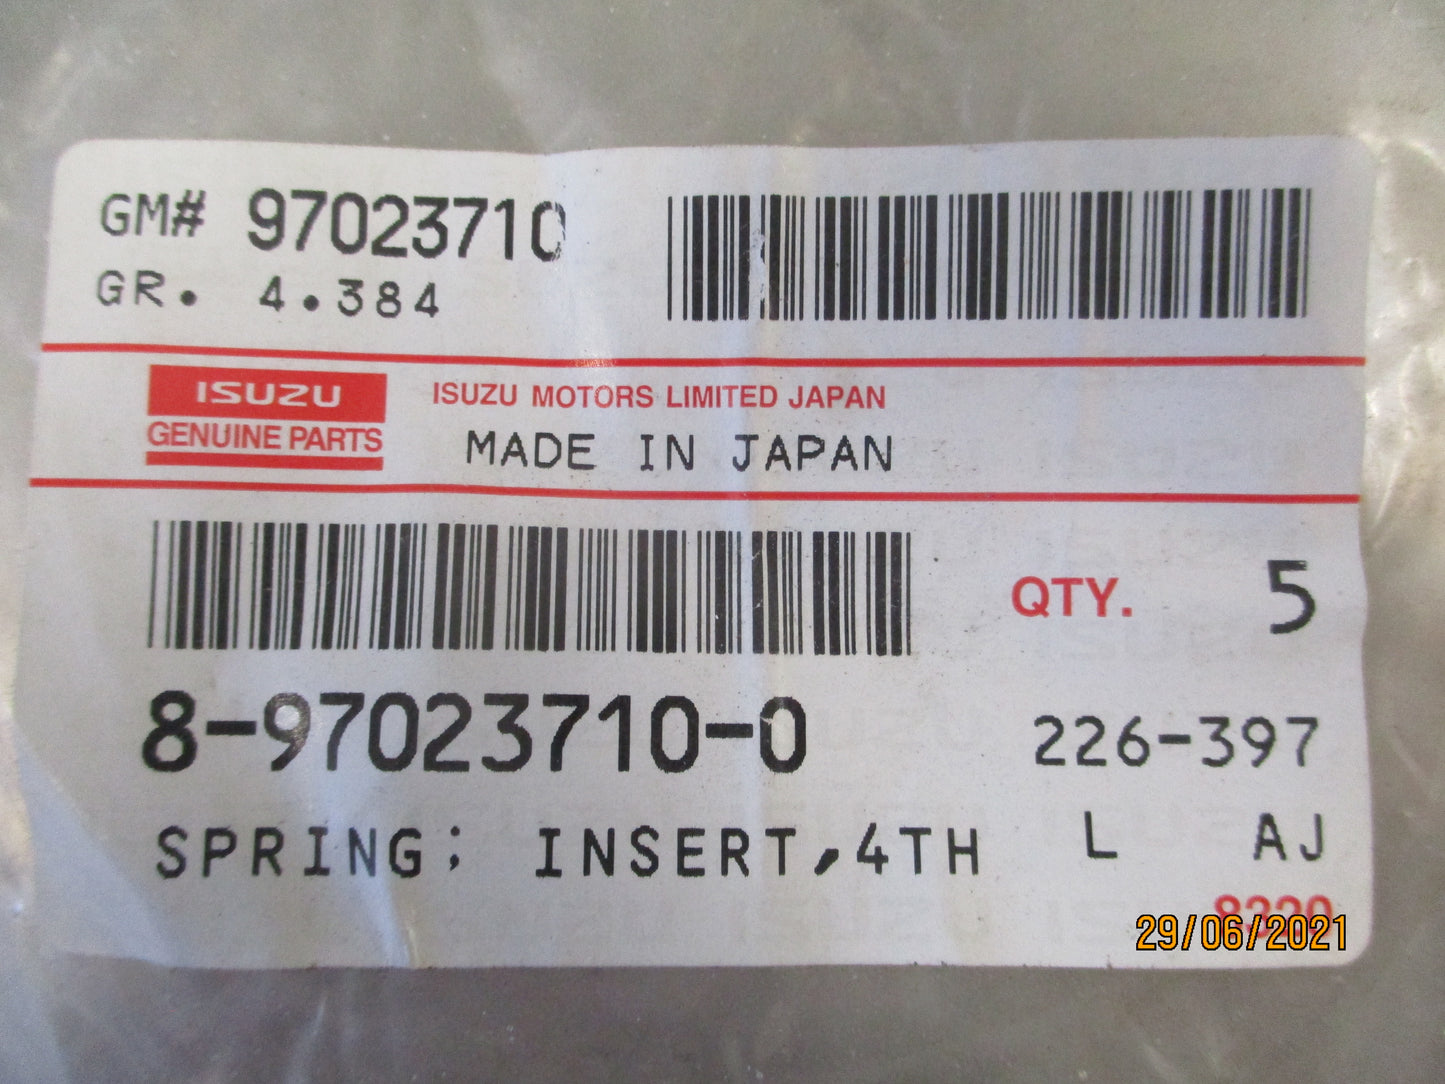 GM# 97023710
GR. 4.384
ISUZU
GENUINE PARTS
ISUZU MOTORS LIMITED JAPAN
MADE IN JAPAN
QTY. 5
8-97023710-0
226-397
SPRING; INSERT,4TH
L AJ
29/06/2021